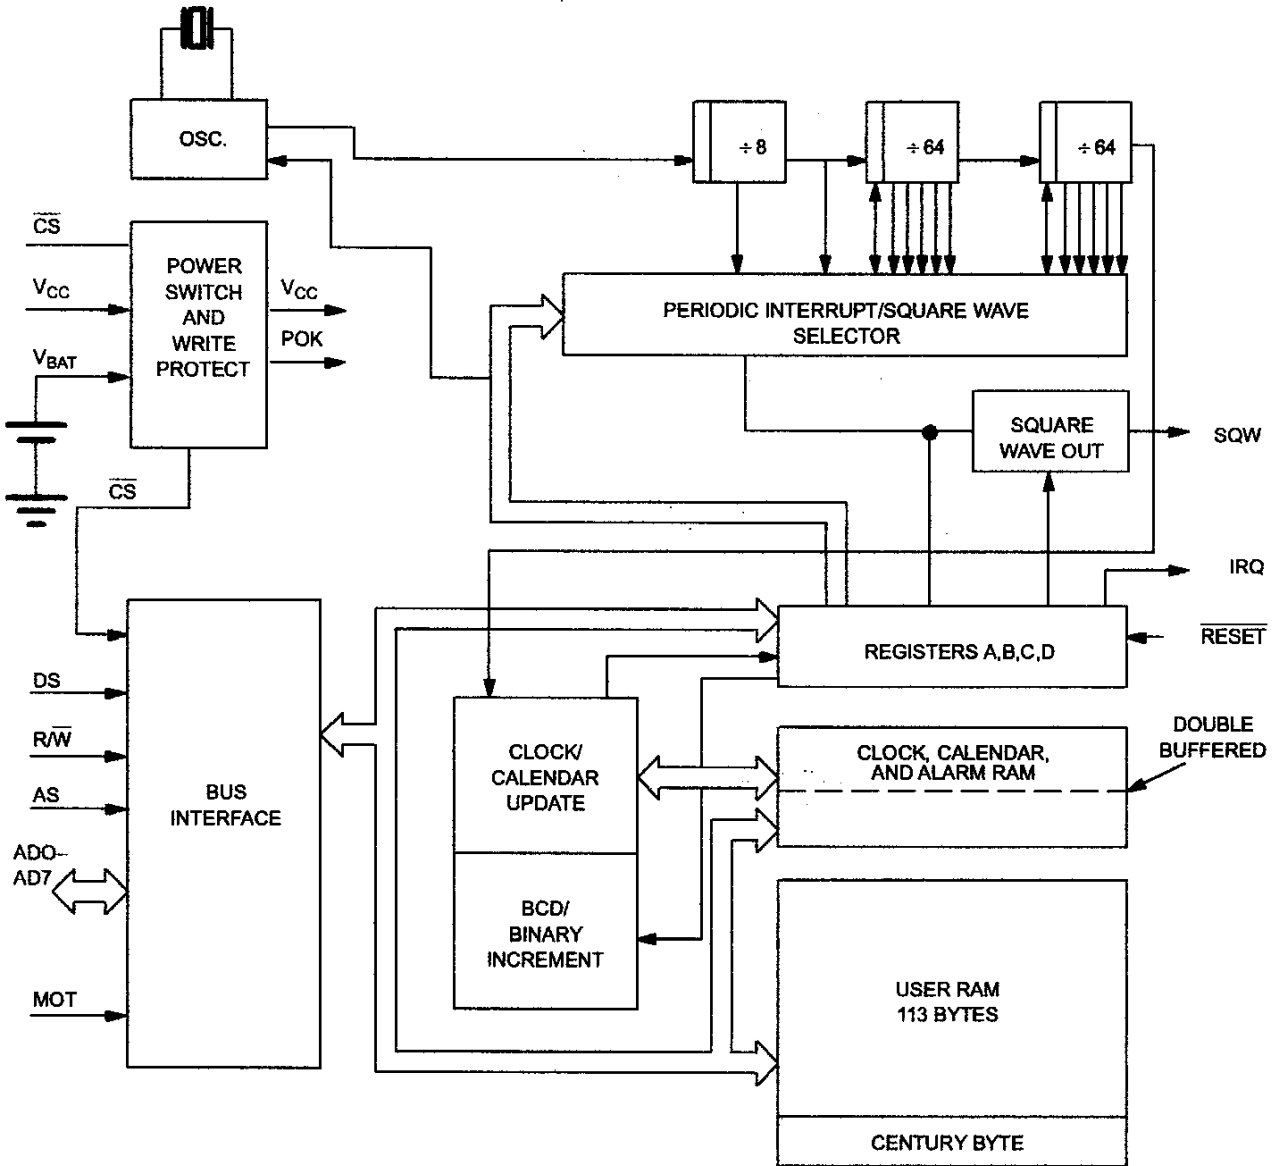 OSC.
÷ 8
÷ 64
÷ 64
CS
VCC
VBAT
POWER
SWITCH
AND
WRITE
PROTECT
VCC
POK
PERIODIC INTERRUPT/SQUARE WAVE
SELECTOR
SQUARE
WAVE OUT
SQW
CS
IRQ
RESET
REGISTERS A,B,C,D
DS
R/W
AS
ADO–
AD7
MOT
BUS
INTERFACE
CLOCK/
CALENDAR
UPDATE
BCD/
BINARY
INCREMENT
CLOCK, CALENDAR,
AND ALARM RAM
DOUBLE
BUFFERED
USER RAM
113 BYTES
CENTURY BYTE